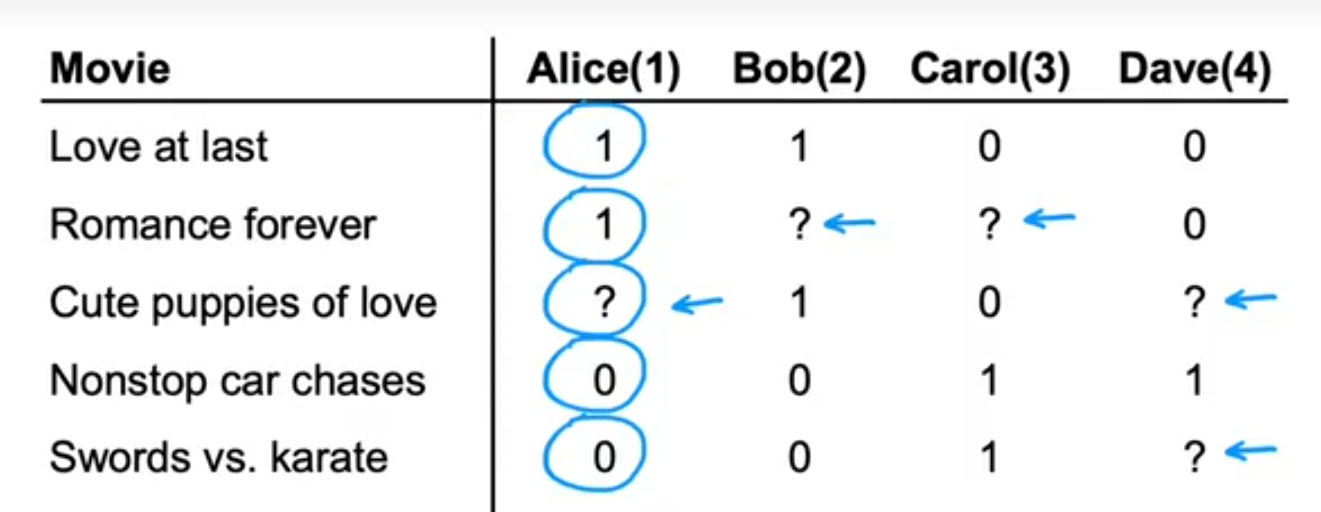 Movie Alice(1) Bob(2) Carol(3) Dave(4)
Love at last 1 1 0 0
Romance forever 1 ? ? 0
Cute puppies of love ? 1 0 ?
Nonstop car chases 0 0 1 1
Swords vs. karate 0 0 1 ?